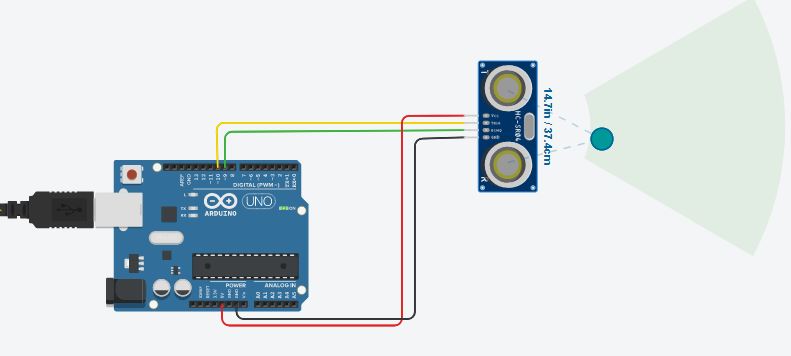 14.7in / 37.4cm
HC-SR04
T
VCC
TRIG
ECHO
GND
R
AREF
GND
13
12
~11
~10
~9
8
7
~6
~5
4
~3
2
TX→1
RX←0
DIGITAL (PWM~)
L
TX
RX
UNO
ON
ARDUINO
POWER
ANALOG IN
IOREF
RESET
3.3V
5V
GND
GND
Vin
A0
A1
A2
A3
A4
A5